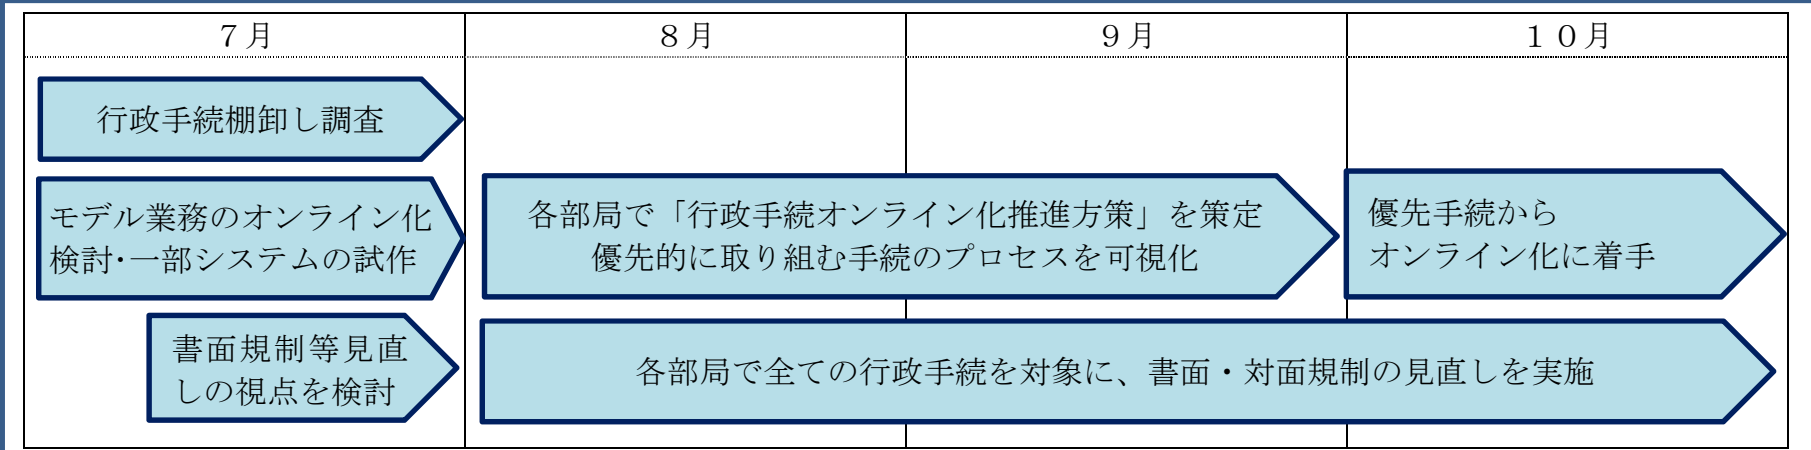 ７月
８月
９月
１０月
行政手続棚卸し調査
モデル業務のオンライン化
検討･一部システムの試作
各部局で「行政手続オンライン化推進方策」を策定
優先的に取り組む手続のプロセスを可視化
優先手続から
オンライン化に着手
書面規制等見直
しの視点を検討
各部局で全ての行政手続を対象に、書面・対面規制の見直しを実施